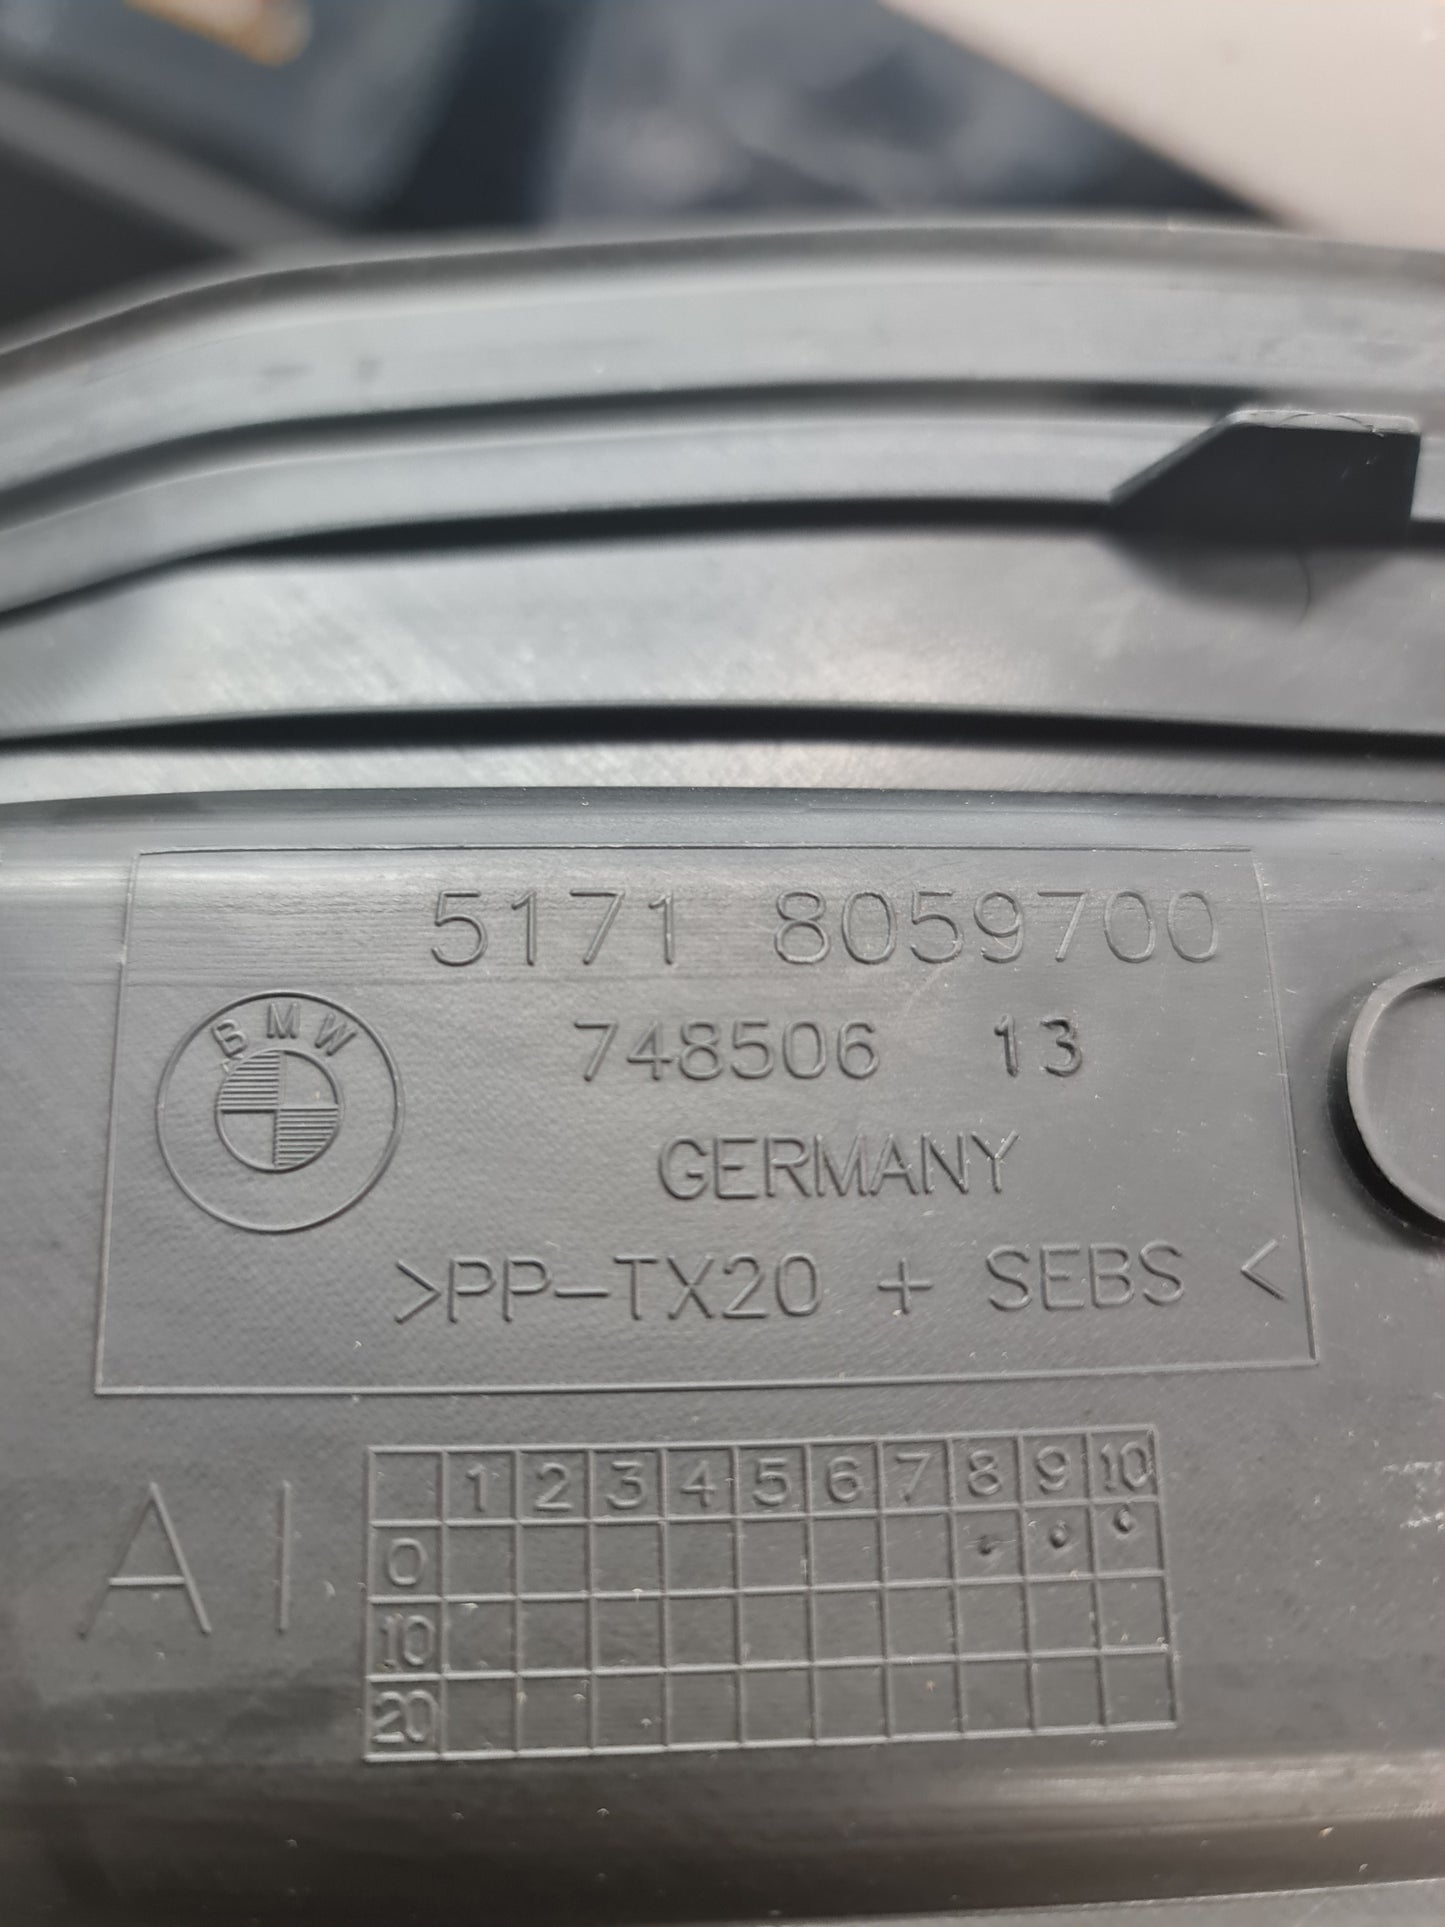 5171 8059700
BMW
748506 13
GERMANY
>PP-TX20 + SEBS <
A I
1 2 3 4 5 6 7 8 9 10
0
10
20